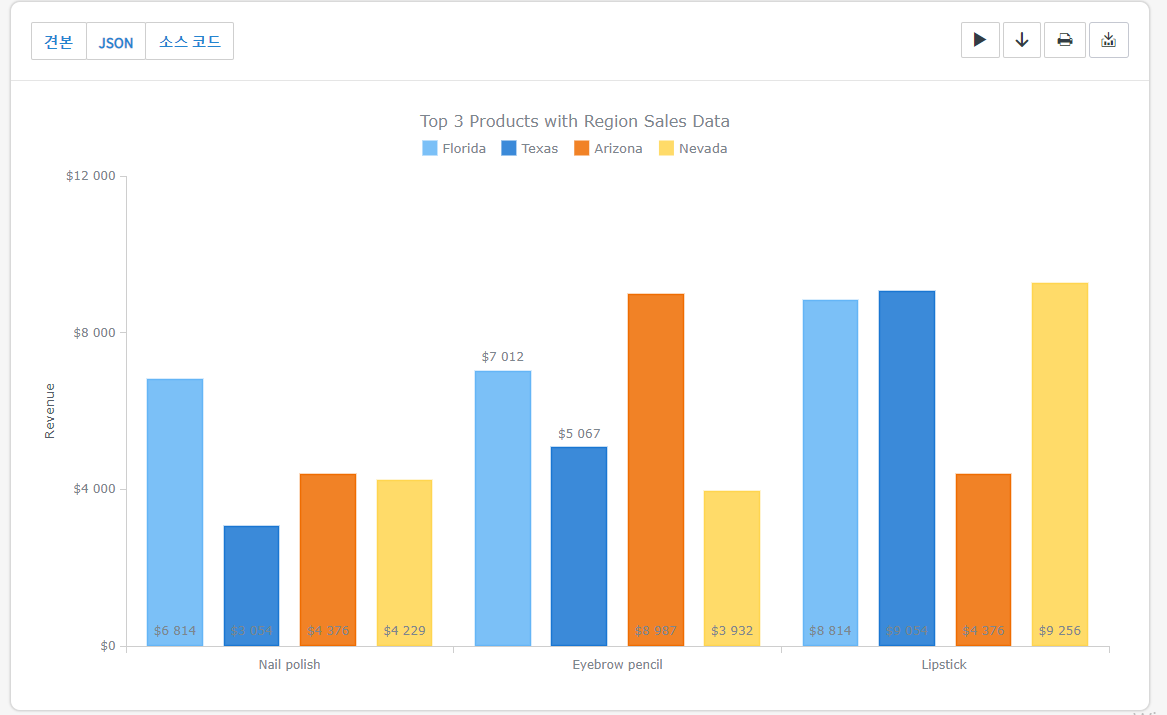 견본 JSON 소스 코드
Top 3 Products with Region Sales Data
Florida Texas Arizona Nevada
$12 000
$8 000
$4 000
$0
Revenue
$7 012
$5 067
$6 814 $3 054 $4 376 $4 229 $8 987 $3 932 $8 814 $9 054 $4 376 $9 256
Nail polish Eyebrow pencil Lipstick